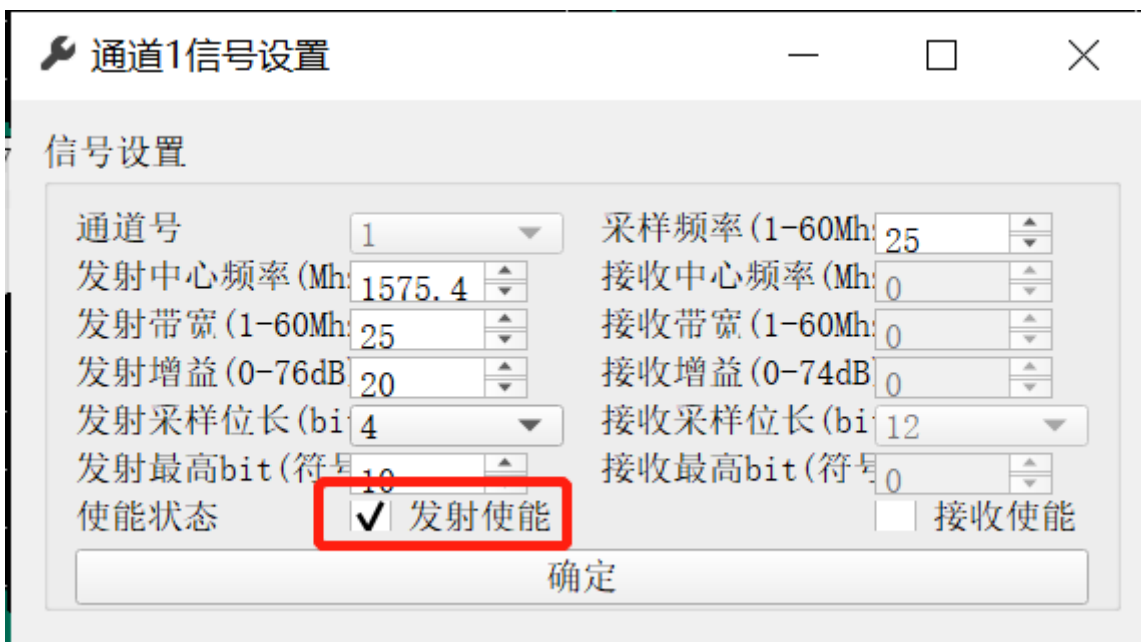 通道1信号设置
信号设置
通道号 1 采样频率(1-60Mh 25
发射中心频率(Mh 1575.4 接收中心频率(Mh 0
发射带宽(1-60Mh 25 接收带宽(1-60Mh 0
发射增益(0-76dB 20 接收增益(0-74dB 0
发射采样位长(bi 4 接收采样位长(bi 12
发射最高bit(符号 10 接收最高bit(符号 0
使能状态 发射使能 接收使能
确定